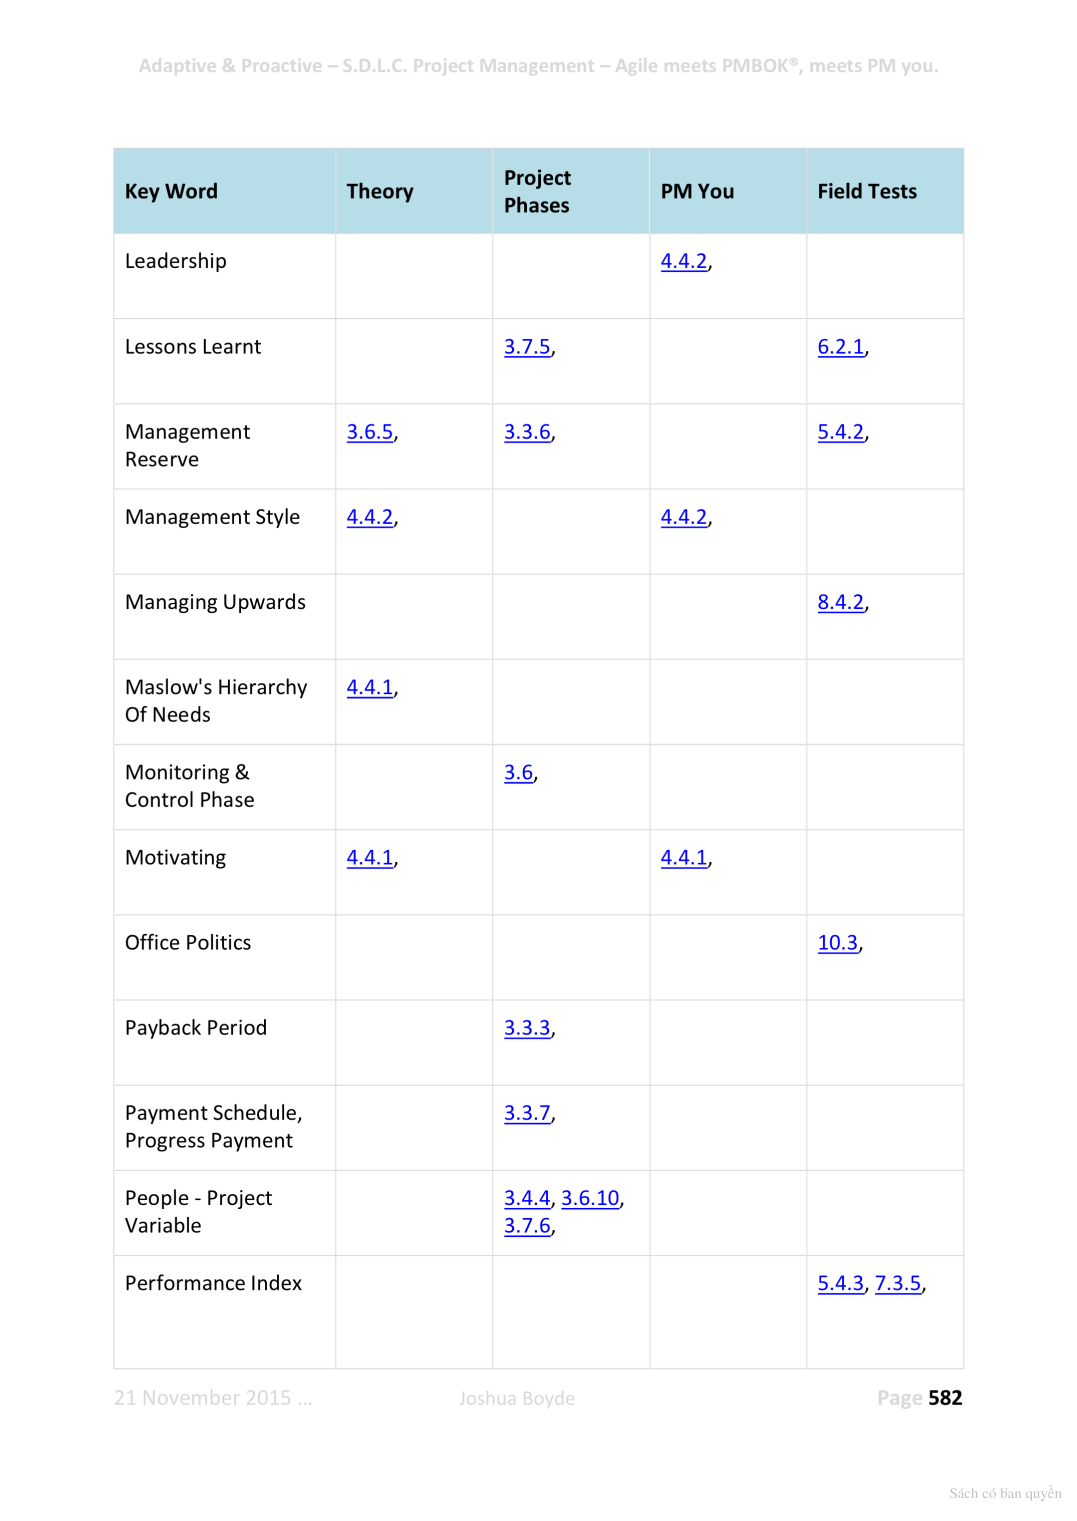 Adaptive & Proactive – S.D.L.C. Project Management – Agile meets PMBOK®, meets PM you.
Key Word Theory Project Phases PM You Field Tests
Leadership 4.4.2,
Lessons Learnt 3.7.5, 6.2.1,
Management Reserve 3.6.5, 3.3.6, 5.4.2,
Management Style 4.4.2, 4.4.2,
Managing Upwards 8.4.2,
Maslow's Hierarchy Of Needs 4.4.1,
Monitoring & Control Phase 3.6,
Motivating 4.4.1, 4.4.1,
Office Politics 10.3,
Payback Period 3.3.3,
Payment Schedule, Progress Payment 3.3.7,
People - Project Variable 3.4.4, 3.6.10, 3.7.6,
Performance Index 5.4.3, 7.3.5,
21 November 2015 … Joshua Boyde Page 582
Sách có bản quyền